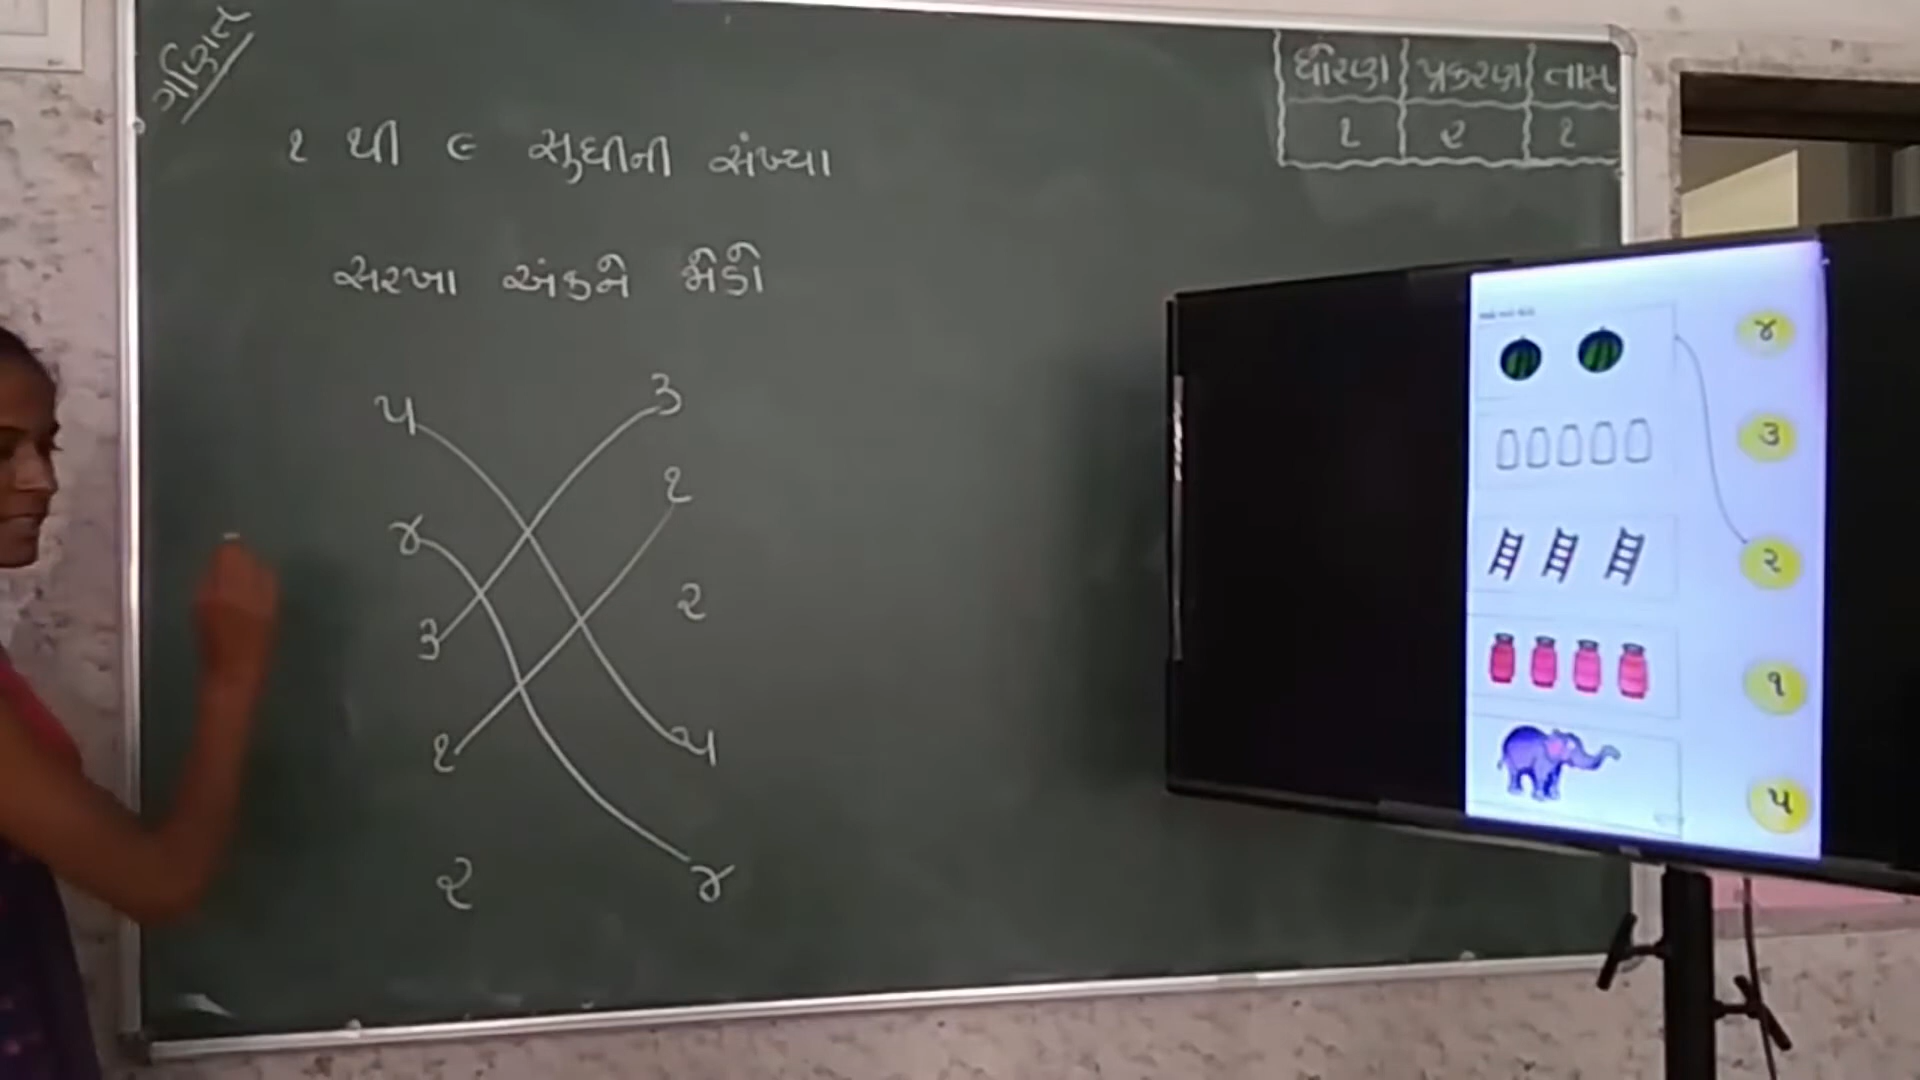 ગણિત
ધોરણ પ્રકરણ તાસ
૧ ૨ ૧
૧ થી ૯ સુધીની સંખ્યા
સરખા અંકને જોડો
૫ ૩
૪ ૧
૩ ૨
૧ ૫
૨ ૪
૪
૩
૨
૧
૫